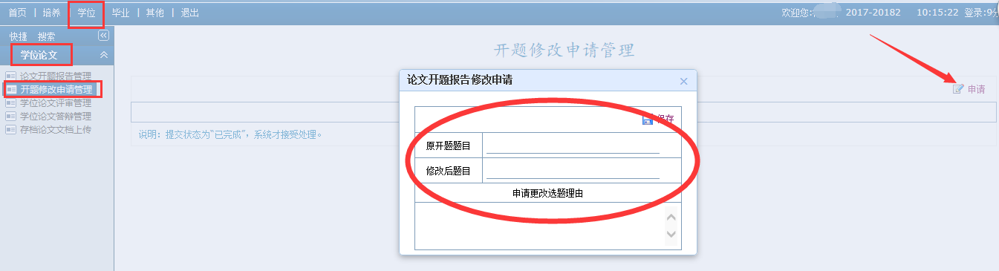 首页 | 培养 | 学位 | 毕业 | 其他 | 退出
欢迎您: 2017-20182 10:15:22 登录:9分
快捷 搜索
学位论文
论文开题报告管理
开题修改申请管理
学位论文评审管理
学位论文答辩管理
存档论文文档上传
开题修改申请管理
申请
说明：提交状态为“已完成”，系统才接受处理。
论文开题报告修改申请
保存
原开题题目
修改后题目
申请更改选题理由